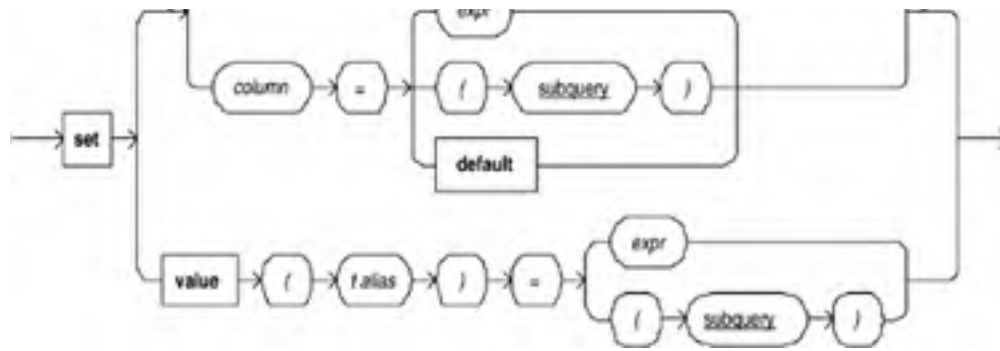 expr
column = ( subquery )
set
default
expr
value ( t alias ) =
( subquery )